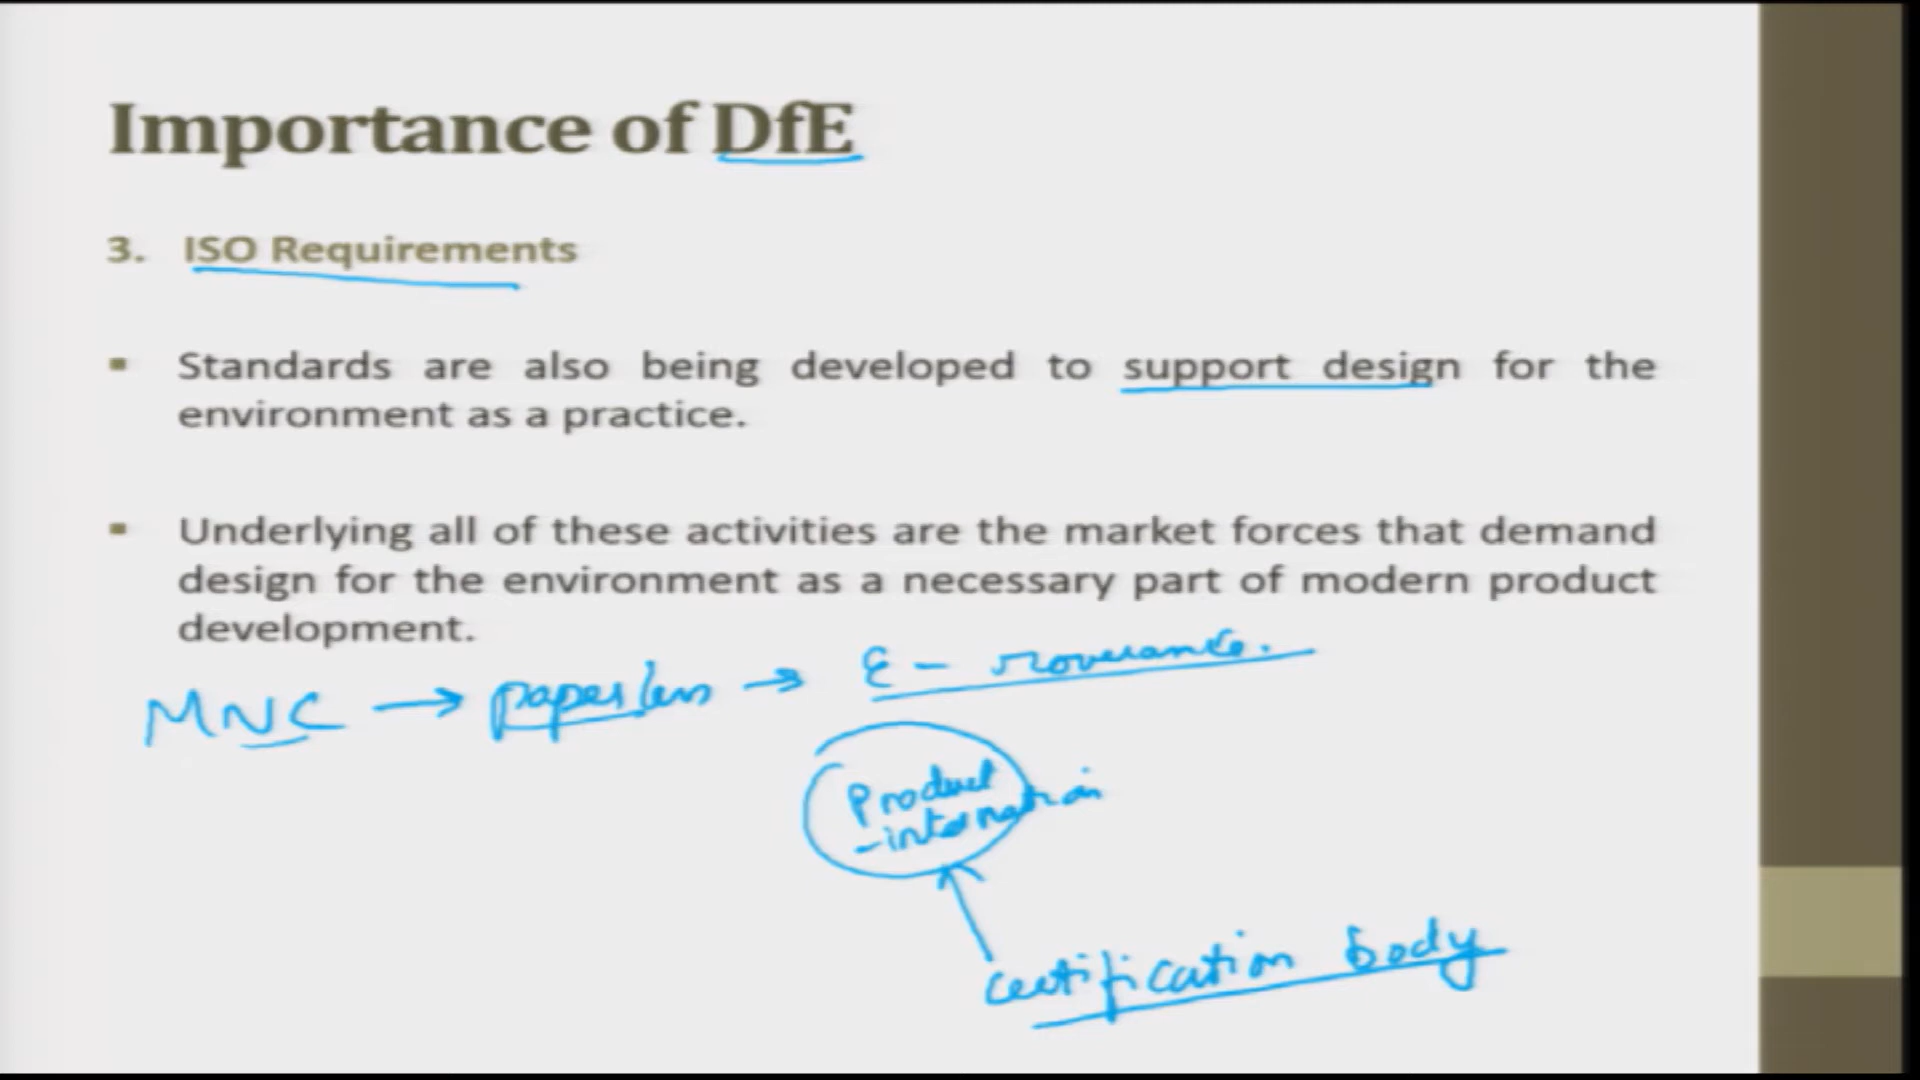 Importance of DfE
3. ISO Requirements
▪ Standards are also being developed to support design for the
environment as a practice.
▪ Underlying all of these activities are the market forces that demand
design for the environment as a necessary part of modern product
development.
MNC → paperless → E -
Product
certification body